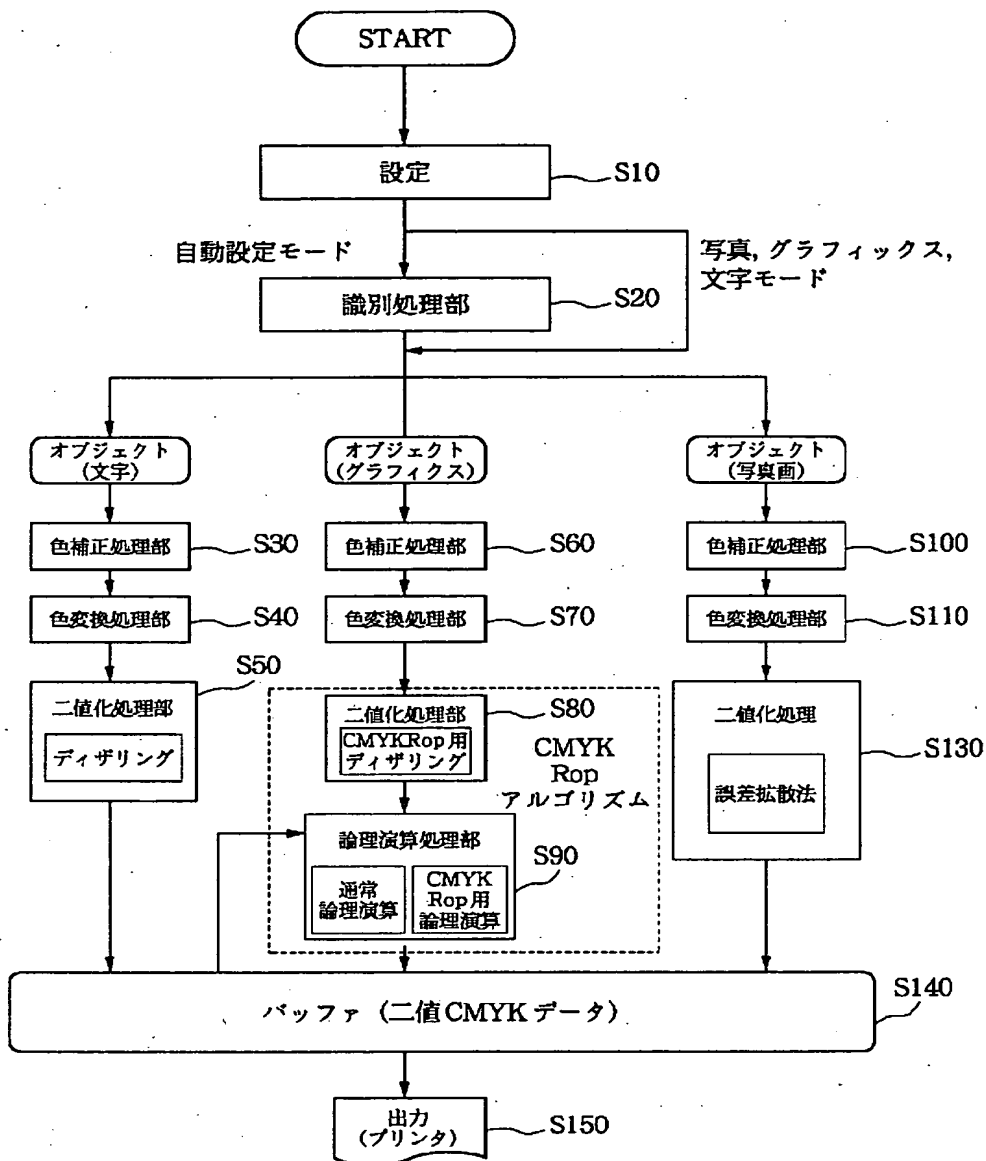 START
設定
S10
自動設定モード
写真, グラフィックス,
文字モード
識別処理部
S20
オブジェクト
(文字)
オブジェクト
(グラフィクス)
オブジェクト
(写真画)
色補正処理部
S30
色補正処理部
S60
色補正処理部
S100
色変換処理部
S40
色変換処理部
S70
色変換処理部
S110
S50
二値化処理部
ディザリング
二値化処理部
S80
CMYKRop用
ディザリング
CMYK
Rop
アルゴリズム
二値化処理
S130
誤差拡散法
論理演算処理部
S90
通常
論理演算
CMYK
Rop用
論理演算
バッファ (二値CMYKデータ)
S140
出力
(プリンタ)
S150